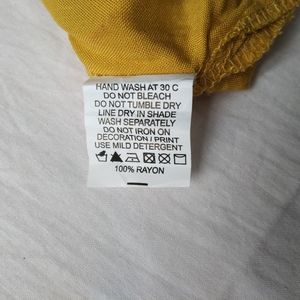 HAND WASH AT 30 C
DO NOT BLEACH
DO NOT TUMBLE DRY
LINE DRY IN SHADE
WASH SEPARATELY
DO NOT IRON ON
DECORATION / PRINT
USE MILD DETERGENT
100% RAYON